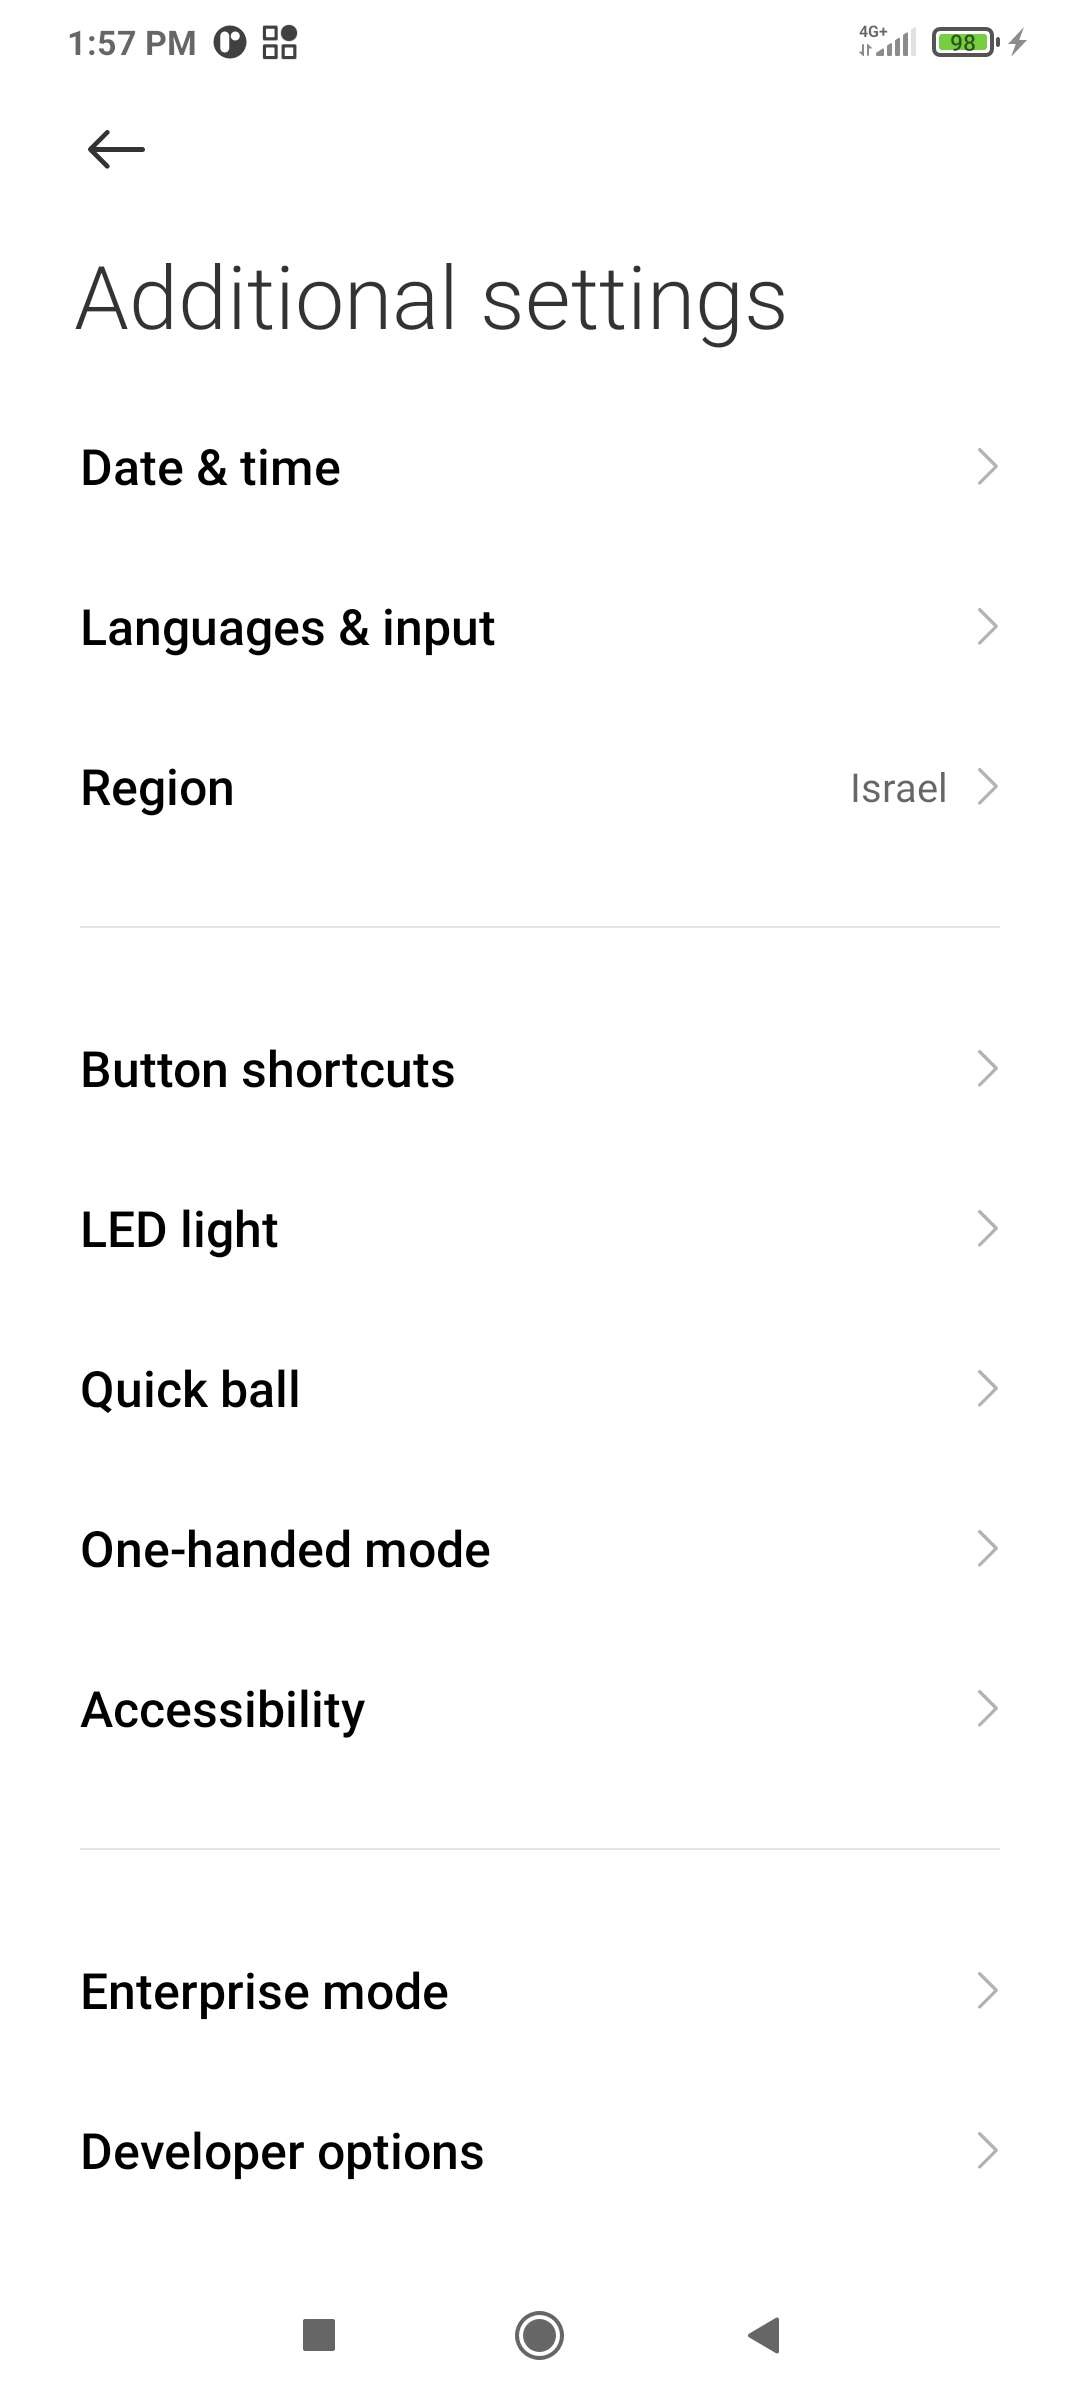 1:57 PM
4G+
98
Additional settings
Date & time
Languages & input
Region
Israel
Button shortcuts
LED light
Quick ball
One-handed mode
Accessibility
Enterprise mode
Developer options